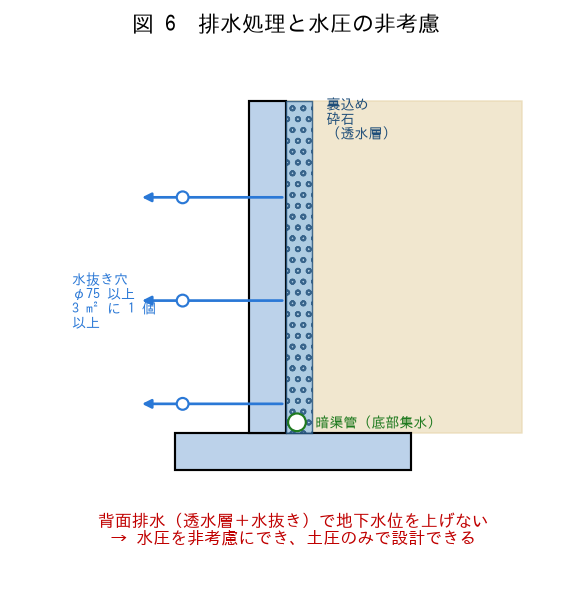 図 6　排水処理と水圧の非考慮
裏込め
砕石
（透水層）
水抜き穴
φ75 以上
3 m² に 1 個
以上
暗渠管（底部集水）
背面排水（透水層＋水抜き）で地下水位を上げない
→ 水圧を非考慮にでき、土圧のみで設計できる